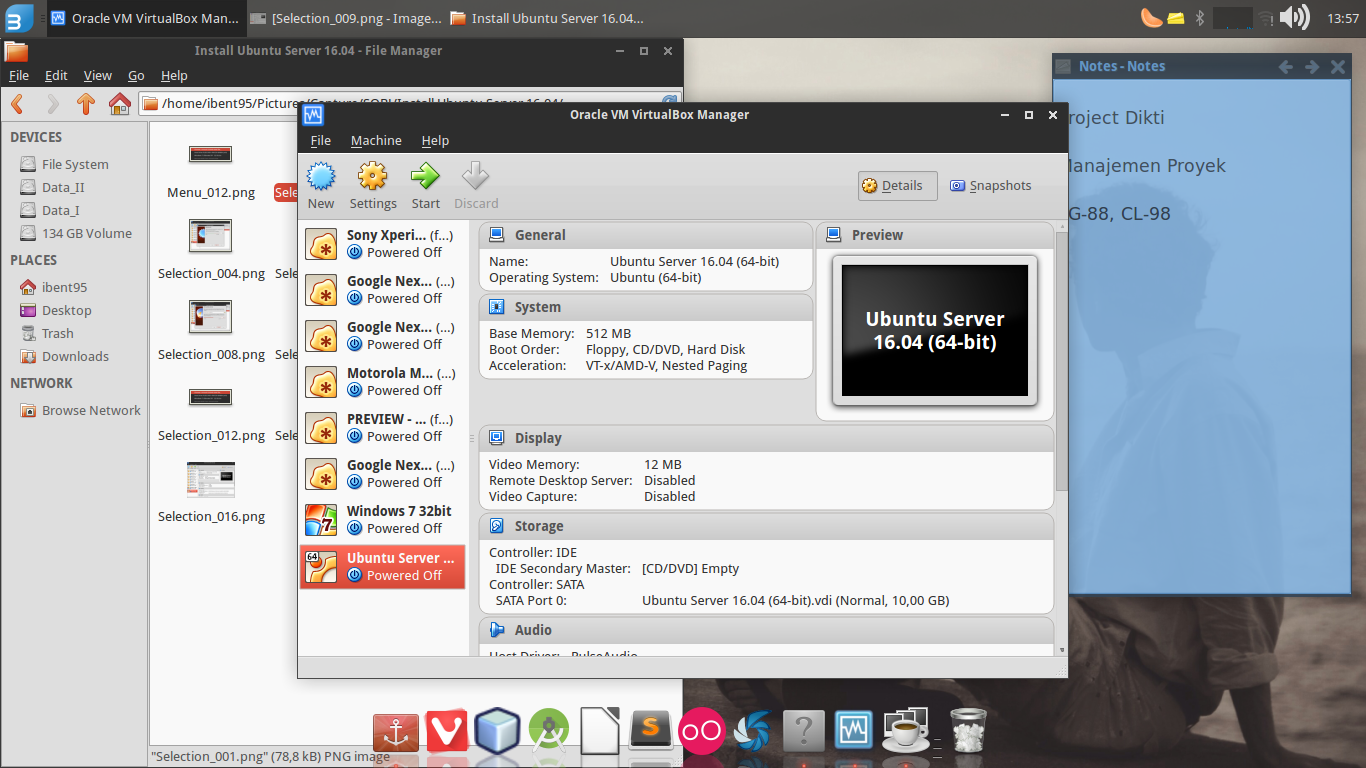 Oracle VM VirtualBox Man...
[Selection_009.png - Image...
Install Ubuntu Server 16.04...
13:57
Install Ubuntu Server 16.04 - File Manager
File Edit View Go Help
/home/ibent95/Pictures/Capture/SOPI/Install Ubuntu Server 16.04/
DEVICES
File System
Data_II
Data_I
134 GB Volume
PLACES
ibent95
Desktop
Trash
Downloads
NETWORK
Browse Network
Menu_012.png
Sele
Selection_004.png
Sele
Selection_008.png
Sele
Selection_012.png
Sele
Selection_016.png
"Selection_001.png" (78,8 kB) PNG image
Oracle VM VirtualBox Manager
File Machine Help
New Settings Start Discard
Details Snapshots
Sony Xperi... (f...)
Powered Off
Google Nex... (...)
Powered Off
Google Nex... (...)
Powered Off
Motorola M... (...)
Powered Off
PREVIEW - ... (f...)
Powered Off
Google Nex... (...)
Powered Off
Windows 7 32bit
Powered Off
64
Ubuntu Server ...
Powered Off
General
Name: Ubuntu Server 16.04 (64-bit)
Operating System: Ubuntu (64-bit)
System
Base Memory: 512 MB
Boot Order: Floppy, CD/DVD, Hard Disk
Acceleration: VT-x/AMD-V, Nested Paging
Preview
Ubuntu Server
16.04 (64-bit)
Display
Video Memory: 12 MB
Remote Desktop Server: Disabled
Video Capture: Disabled
Storage
Controller: IDE
IDE Secondary Master: [CD/DVD] Empty
Controller: SATA
SATA Port 0: Ubuntu Server 16.04 (64-bit).vdi (Normal, 10,00 GB)
Audio
Host Driver: PulseAudio
Notes - Notes
roject Dikti
anajemen Proyek
G-88, CL-98